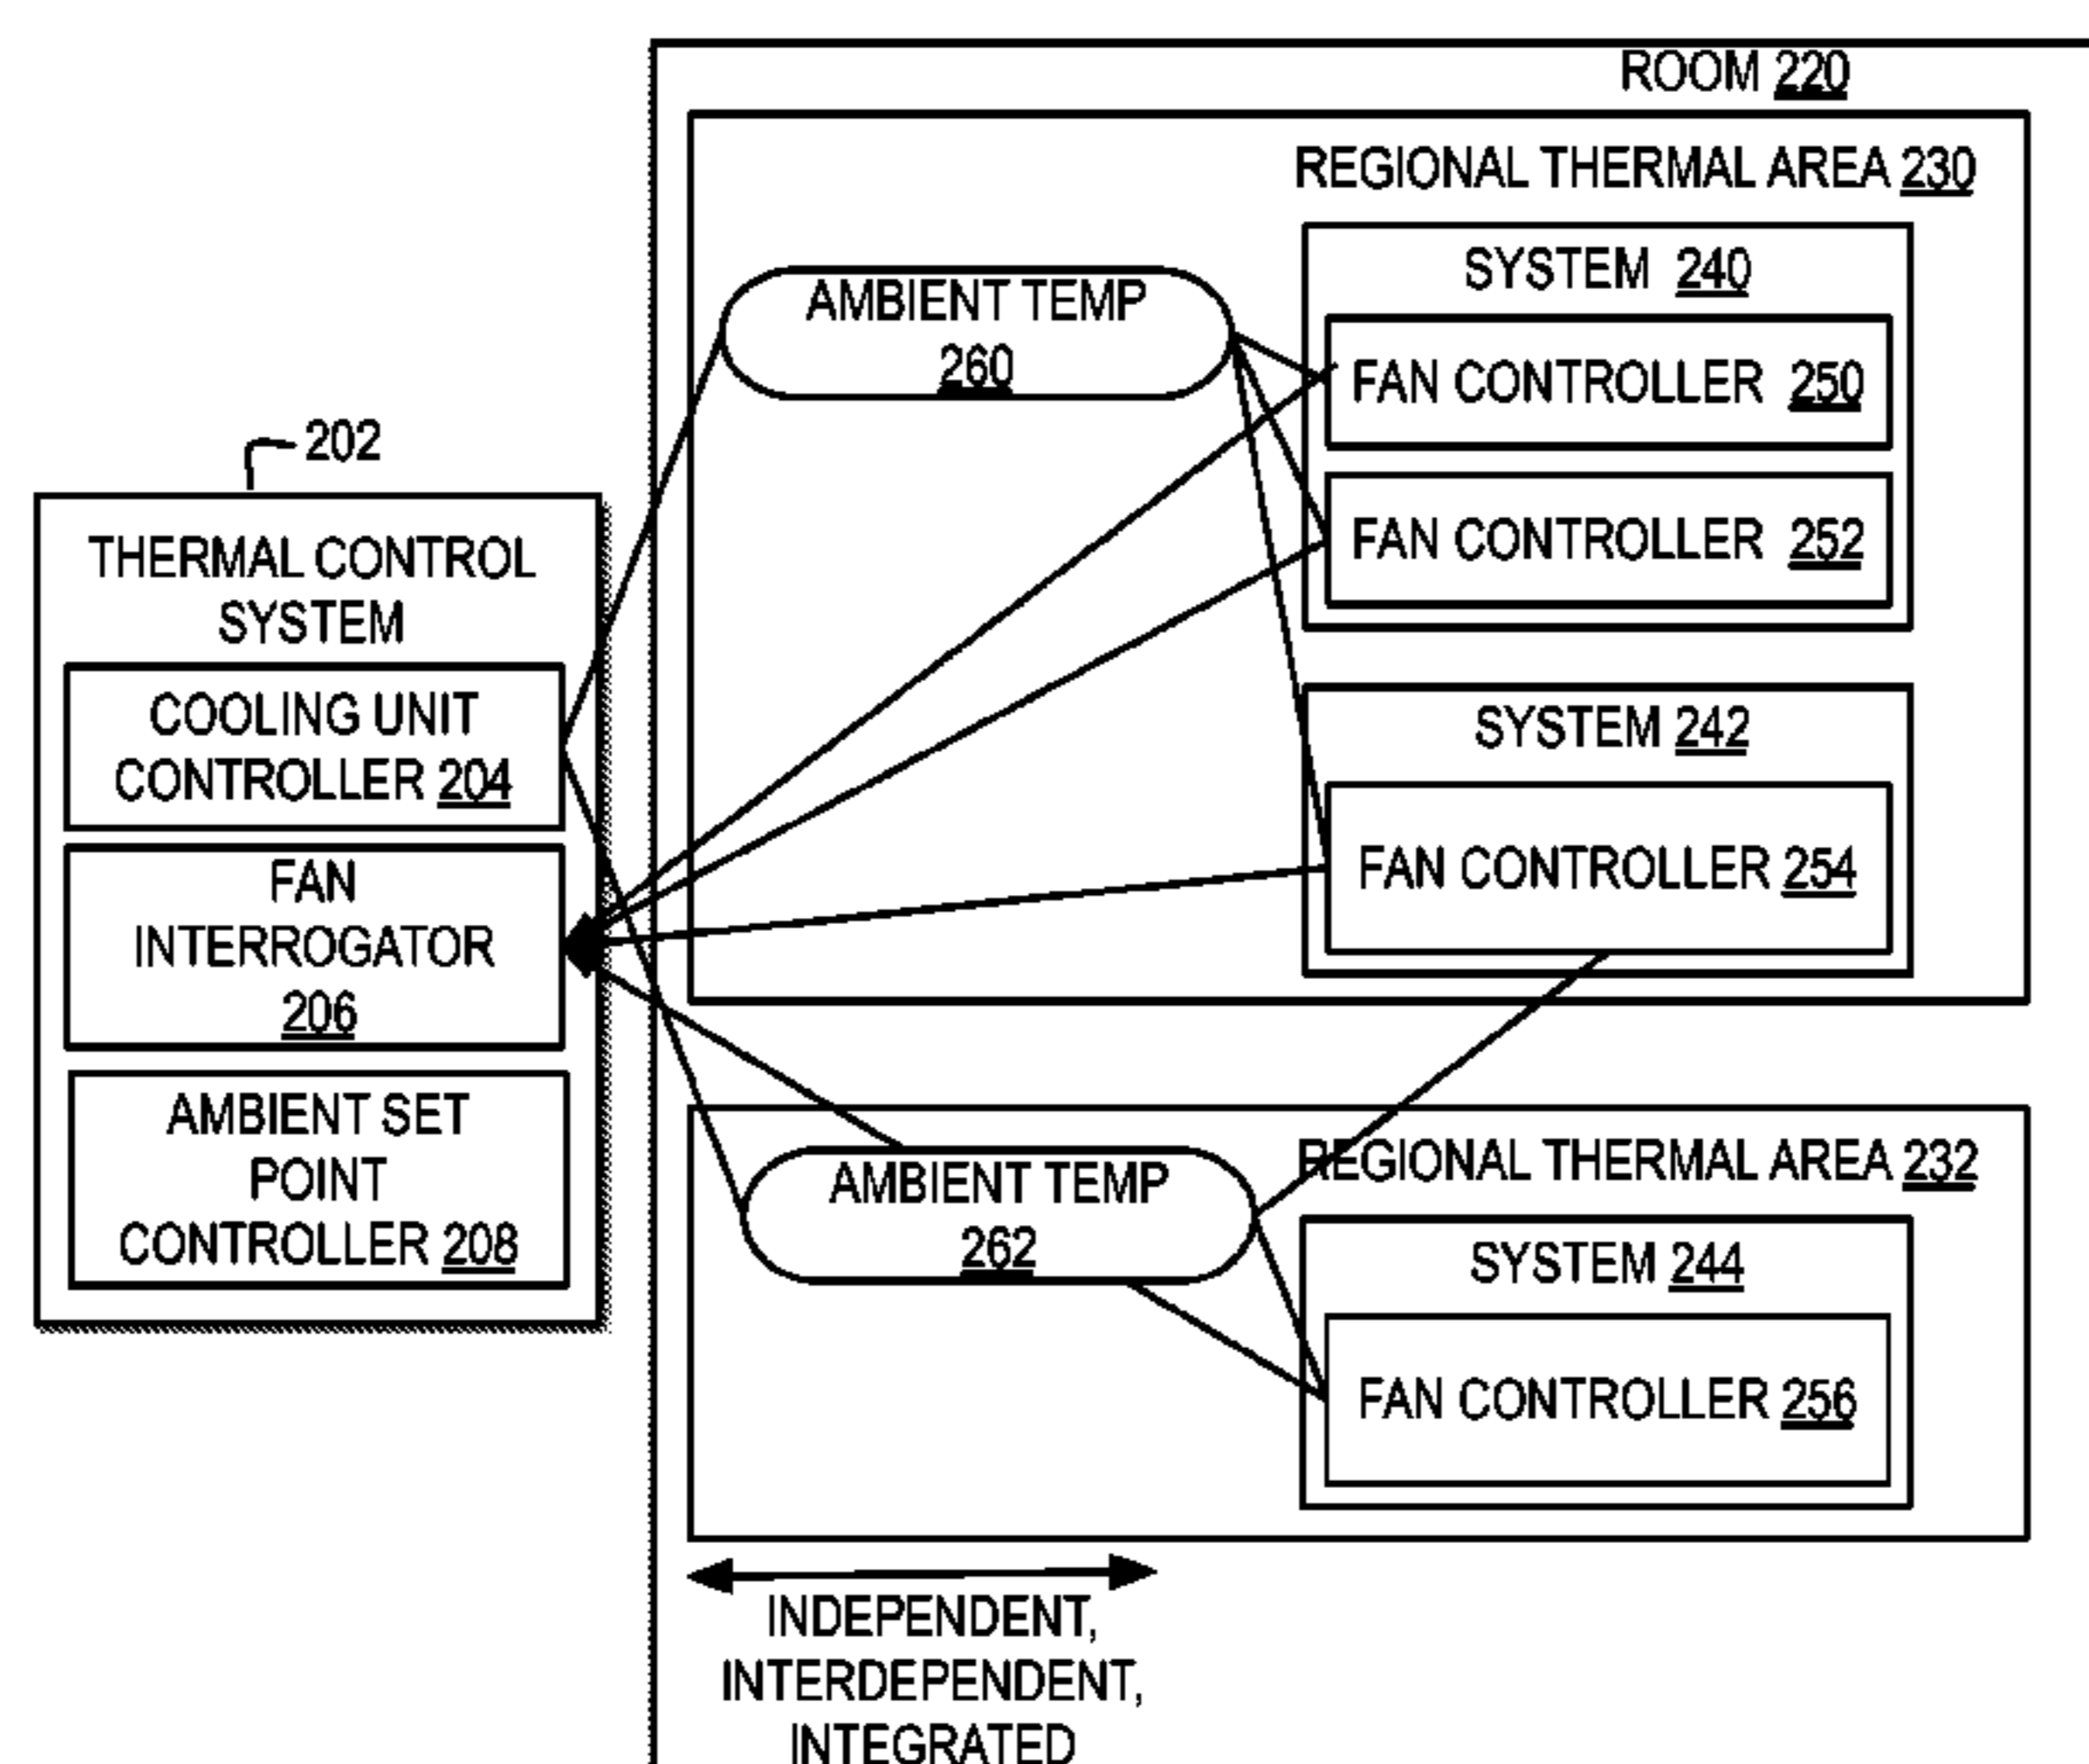 ROOM 220
REGIONAL THERMAL AREA 230
SYSTEM 240
AMBIENT TEMP
260
FAN CONTROLLER 250
202
FAN CONTROLLER 252
THERMAL CONTROL
SYSTEM
COOLING UNIT
CONTROLLER 204
SYSTEM 242
FAN CONTROLLER 254
FAN
INTERROGATOR
206
AMBIENT SET
POINT
CONTROLLER 208
REGIONAL THERMAL AREA 232
AMBIENT TEMP
262
SYSTEM 244
FAN CONTROLLER 256
INDEPENDENT,
INTERDEPENDENT,
INTEGRATED